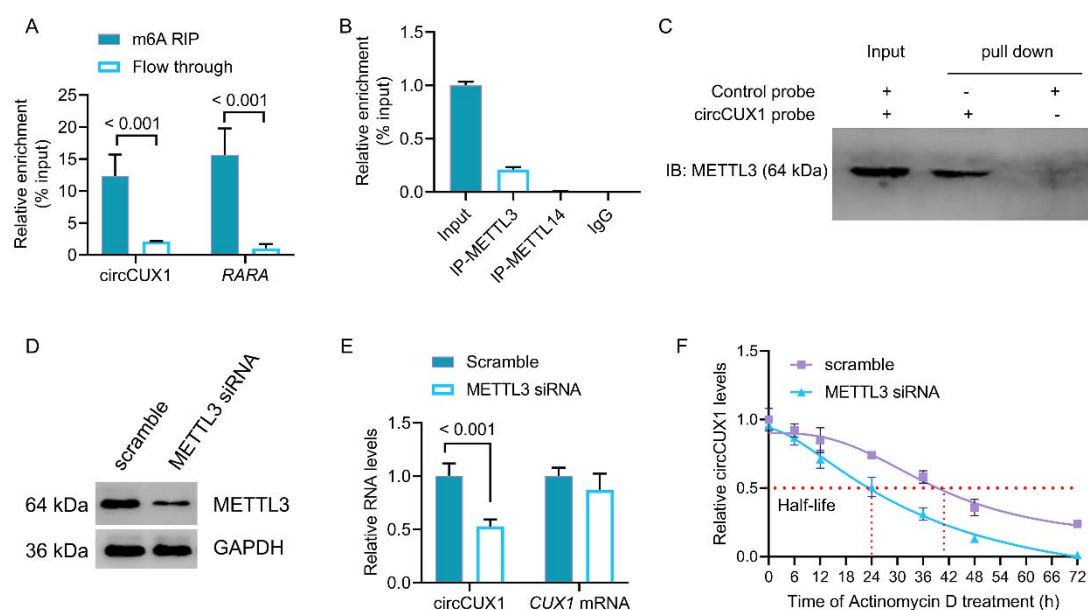 A
m6A RIP
Flow through
Relative enrichment
(% input)
25
20
15
10
5
0
< 0.001
< 0.001
circCUX1
RARA
B
Relative enrichment
(% input)
1.5
1.0
0.5
0.0
Input
IP-METTL3
IP-METTL14
IgG
C
Input
pull down
Control probe + - +
circCUX1 probe + + -
IB: METTL3 (64 kDa)
D
scramble
METTL3 siRNA
64 kDa
METTL3
36 kDa
GAPDH
E
Scramble
METTL3 siRNA
Relative RNA levels
1.5
1.0
0.5
0.0
< 0.001
circCUX1
CUX1 mRNA
F
scramble
METTL3 siRNA
Relative circCUX1 levels
1.5
1.0
0.5
0.0
Half-life
0 6 12 18 24 30 36 42 48 54 60 66 72
Time of Actinomycin D treatment (h)